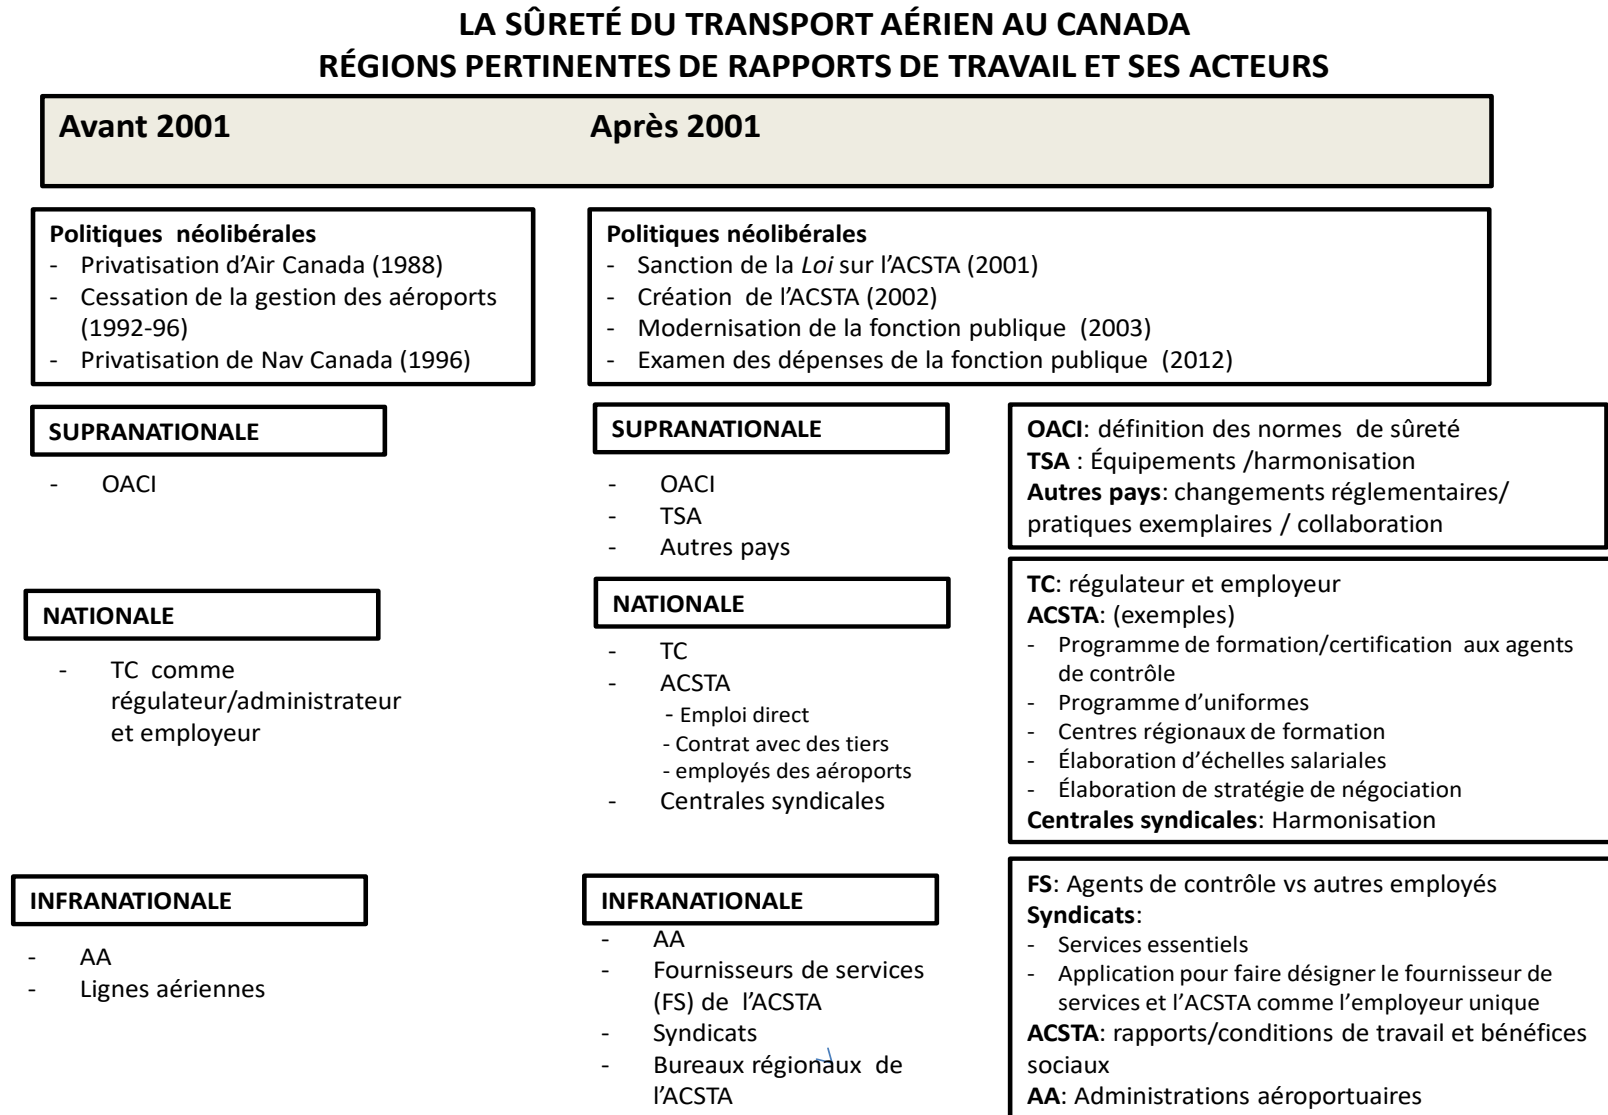 LA SÛRETÉ DU TRANSPORT AÉRIEN AU CANADA
RÉGIONS PERTINENTES DE RAPPORTS DE TRAVAIL ET SES ACTEURS
Avant 2001
Après 2001
Politiques néolibérales
- Privatisation d’Air Canada (1988)
- Cessation de la gestion des aéroports
(1992-96)
- Privatisation de Nav Canada (1996)
Politiques néolibérales
- Sanction de la Loi sur l’ACSTA (2001)
- Création de l’ACSTA (2002)
- Modernisation de la fonction publique (2003)
- Examen des dépenses de la fonction publique (2012)
SUPRANATIONALE
- OACI
SUPRANATIONALE
- OACI
- TSA
- Autres pays
OACI: définition des normes de sûreté
TSA : Équipements /harmonisation
Autres pays: changements réglementaires/
pratiques exemplaires / collaboration
NATIONALE
- TC comme
régulateur/administrateur
et employeur
NATIONALE
- TC
- ACSTA
- Emploi direct
- Contrat avec des tiers
- employés des aéroports
- Centrales syndicales
TC: régulateur et employeur
ACSTA: (exemples)
- Programme de formation/certification aux agents
de contrôle
- Programme d’uniformes
- Centres régionaux de formation
- Élaboration d’échelles salariales
- Élaboration de stratégie de négociation
Centrales syndicales: Harmonisation
INFRANATIONALE
- AA
- Lignes aériennes
INFRANATIONALE
- AA
- Fournisseurs de services
(FS) de l’ACSTA
- Syndicats
- Bureaux régionaux de
l’ACSTA
FS: Agents de contrôle vs autres employés
Syndicats:
- Services essentiels
- Application pour faire désigner le fournisseur de
services et l’ACSTA comme l’employeur unique
ACSTA: rapports/conditions de travail et bénéfices
sociaux
AA: Administrations aéroportuaires